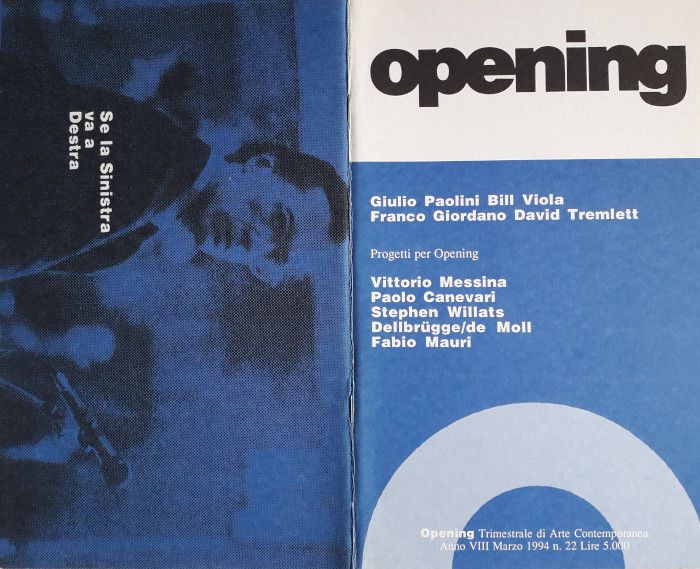 Se la Sinistra
va a
Destra
opening
Giulio Paolini Bill Viola
Franco Giordano David Tremlett
Progetti per Opening
Vittorio Messina
Paolo Canevari
Stephen Willats
Dellbrügge/de Moll
Fabio Mauri
Opening Trimestrale di Arte Contemporanea
Anno VIII Marzo 1994 n. 22 Lire 5.000